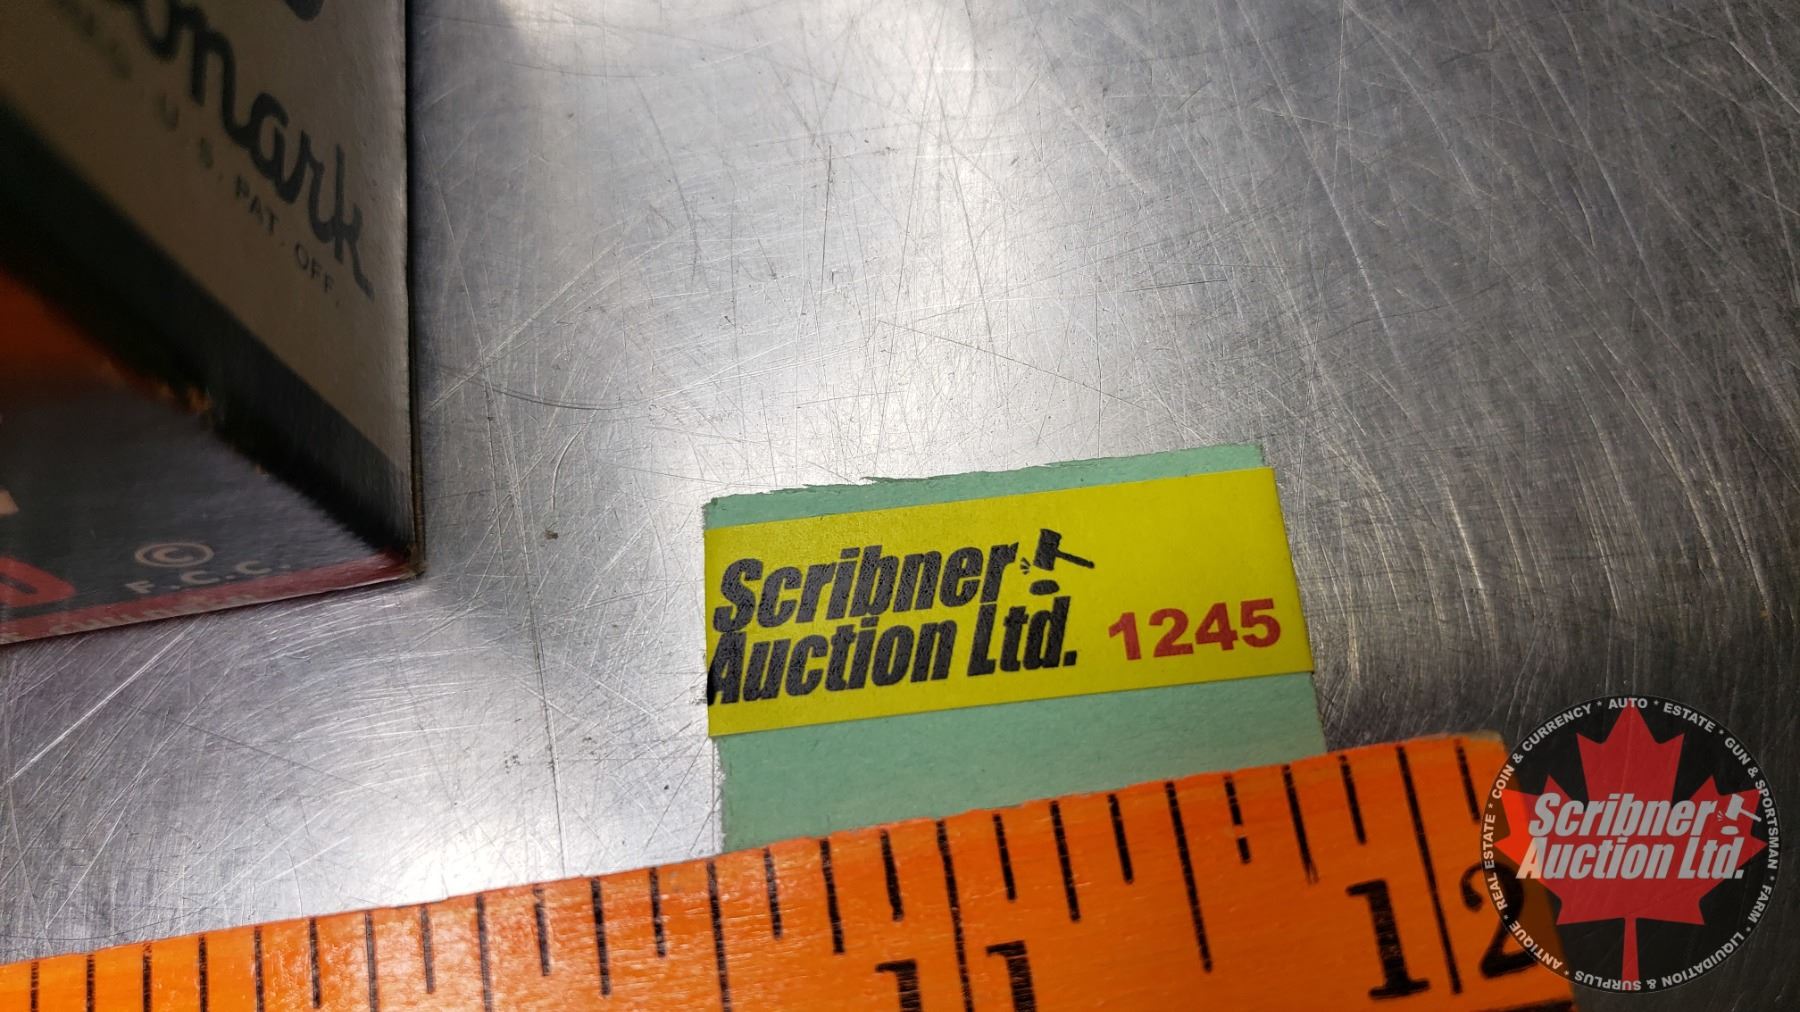 onark
U.S. PAT. OFF.
© F.C.C.
Scribner
Auction Ltd. 1245
11 12
COIN & CURRENCY * AUTO * ESTATE * GUN & SPORTSMAN * FARM * LIQUIDATION & SURPLUS * ANTIQUE * REAL ESTATE *
Scribner
Auction Ltd.